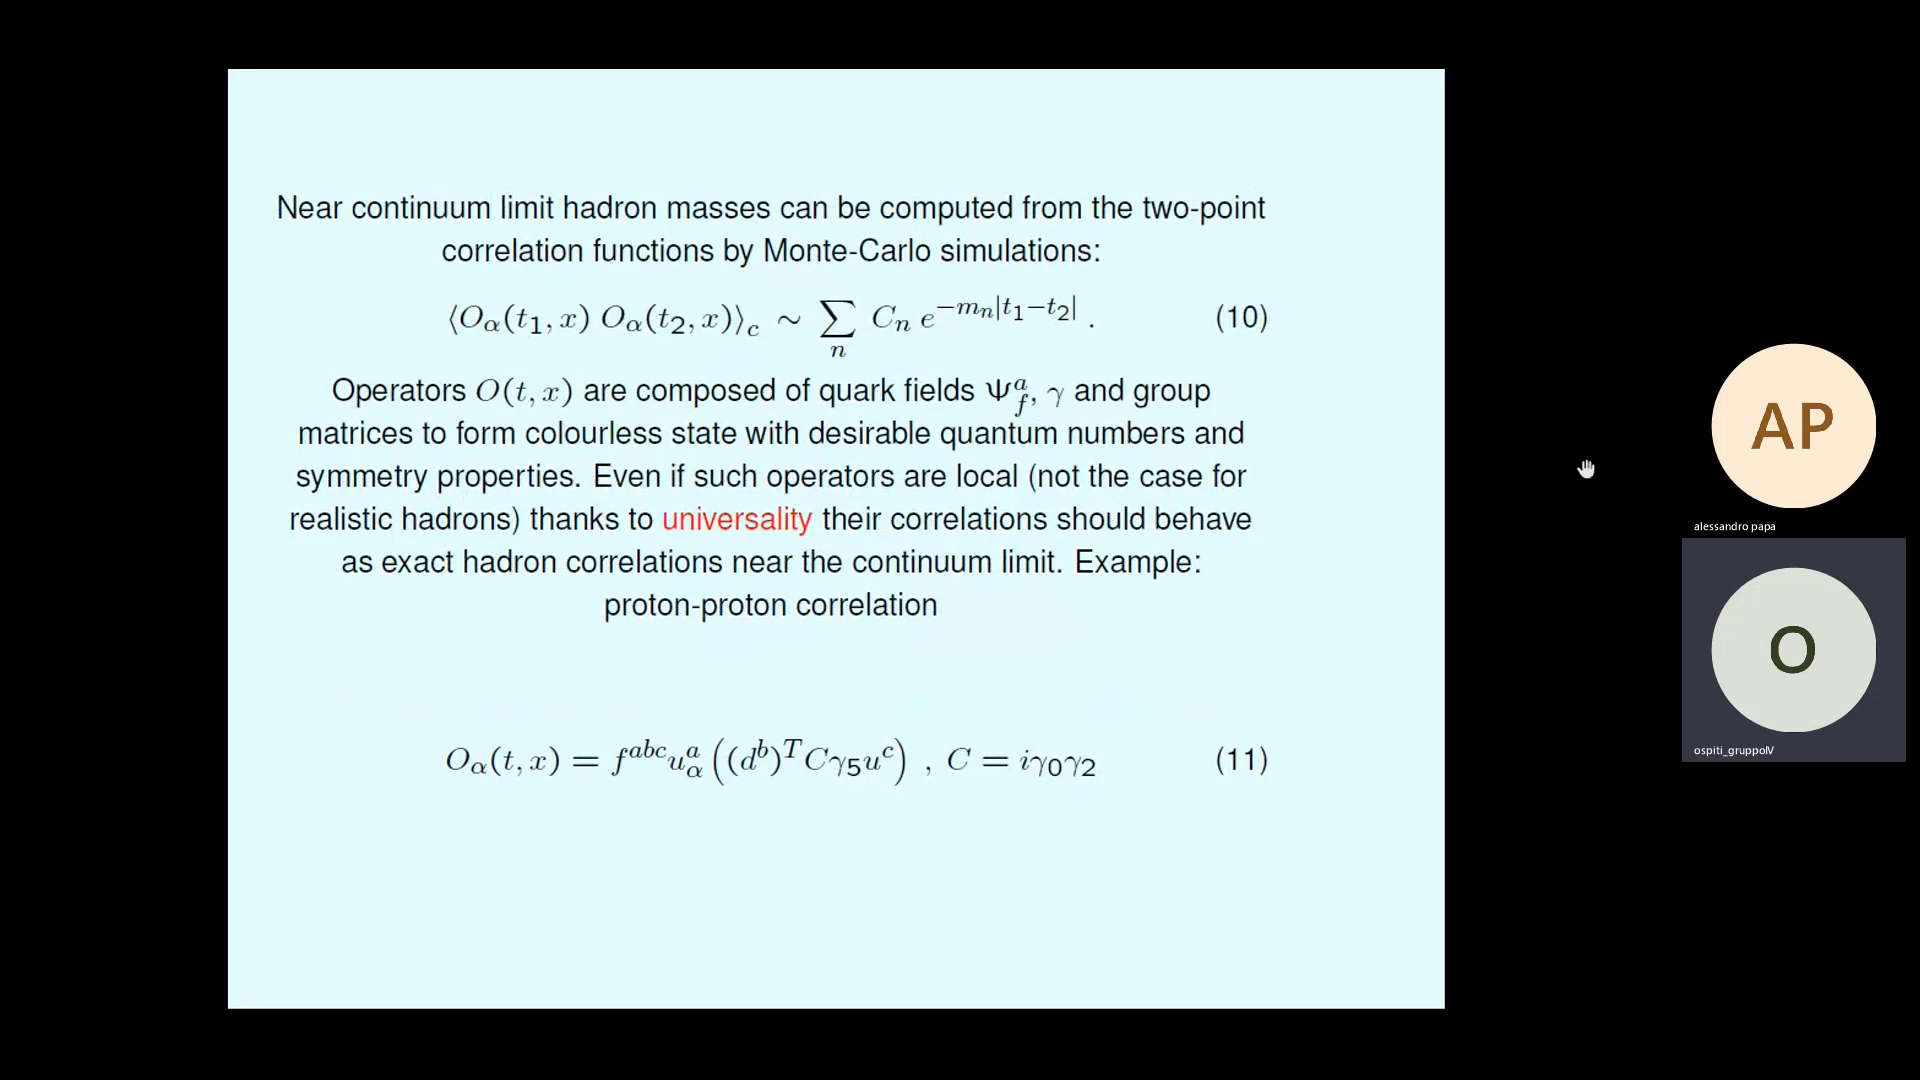 Near continuum limit hadron masses can be computed from the two-point
correlation functions by Monte-Carlo simulations:
⟨O_α(t_1, x) O_α(t_2, x)⟩_c ∼ ∑_n C_n e^{−m_n|t_1−t_2|} . (10)
Operators O(t, x) are composed of quark fields Ψ^a_f, γ and group
matrices to form colourless state with desirable quantum numbers and
symmetry properties. Even if such operators are local (not the case for
realistic hadrons) thanks to universality their correlations should behave
as exact hadron correlations near the continuum limit. Example:
proton-proton correlation
O_α(t, x) = f^{abc} u^a_α ((d^b)^T Cγ_5 u^c) , C = iγ_0γ_2 (11)
AP
alessandro papa
O
ospiti_gruppoIV